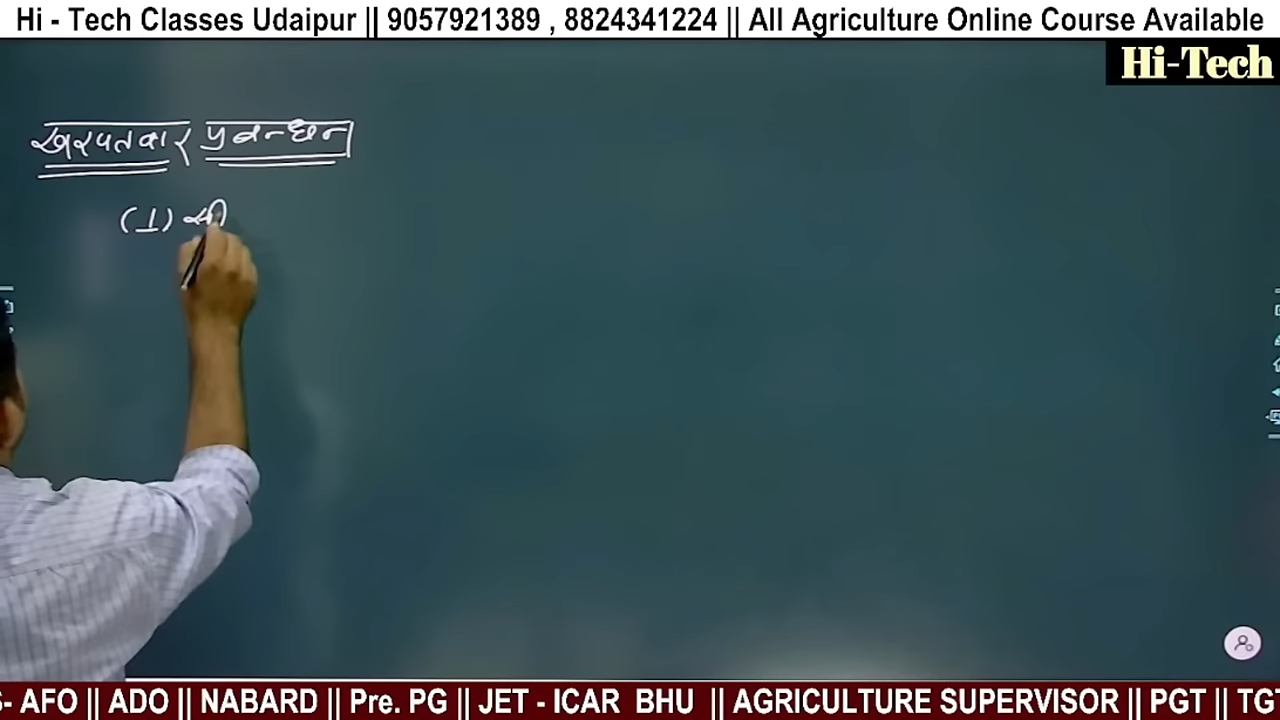 Hi - Tech Classes Udaipur || 9057921389 , 8824341224 || All Agriculture Online Course Available
Hi-Tech
खरपतवार प्रबन्धन
(1)
- AFO || ADO || NABARD || Pre. PG || JET - ICAR BHU || AGRICULTURE SUPERVISOR || PGT || TGT